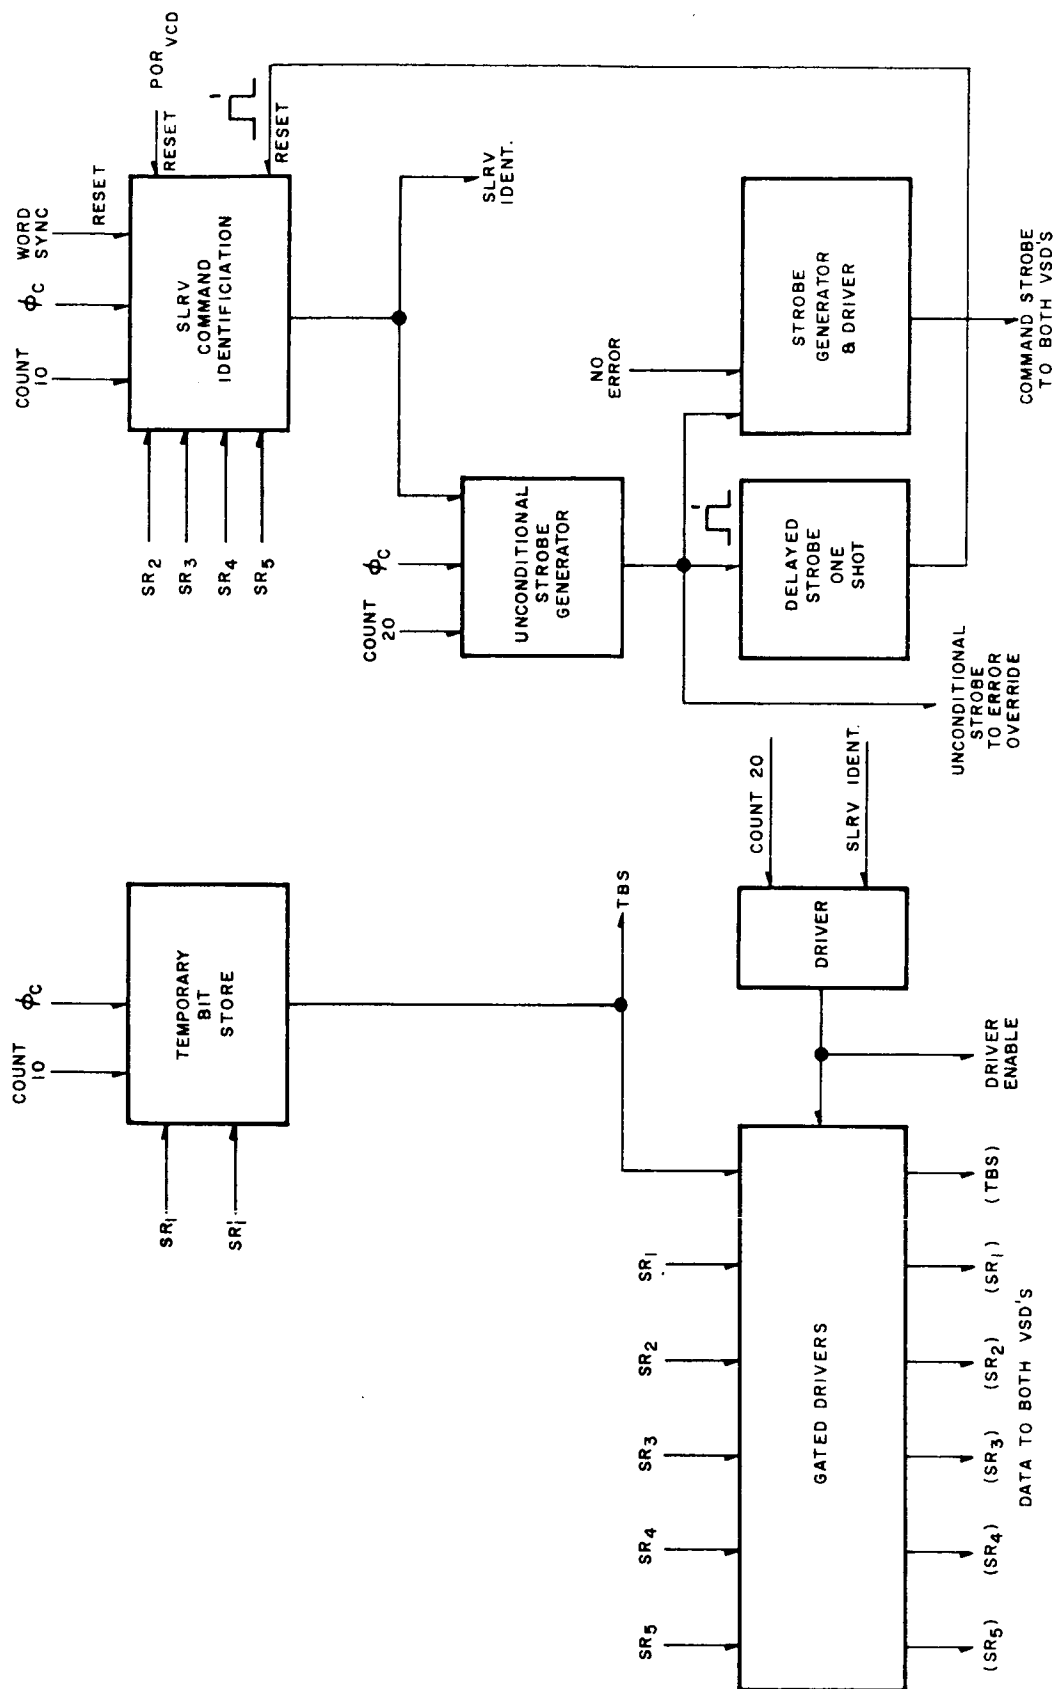 COUNT
10
ϕC
WORD
SYNC
RESET
POR VCD
RESET
1
RESET
SLRV
COMMAND
IDENTIFICIATION
SR2
SR3
SR4
SR5
SLRV
IDENT.
COUNT
20
ϕC
UNCONDITIONAL
STROBE
GENERATOR
NO
ERROR
STROBE
GENERATOR
& DRIVER
1
DELAYED
STROBE
ONE
SHOT
COMMAND STROBE
TO BOTH VSD'S
UNCONDITIONAL
STROBE
TO ERROR
OVERRIDE
COUNT
10
ϕC
TEMPORARY
BIT
STORE
SR1
SR1'
TBS
COUNT 20
SLRV IDENT.
DRIVER
DRIVER
ENABLE
SR5
SR4
SR3
SR2
SR1
GATED DRIVERS
(SR5)
(SR4)
(SR3)
(SR2)
(SR1)
(TBS)
DATA TO BOTH VSD'S